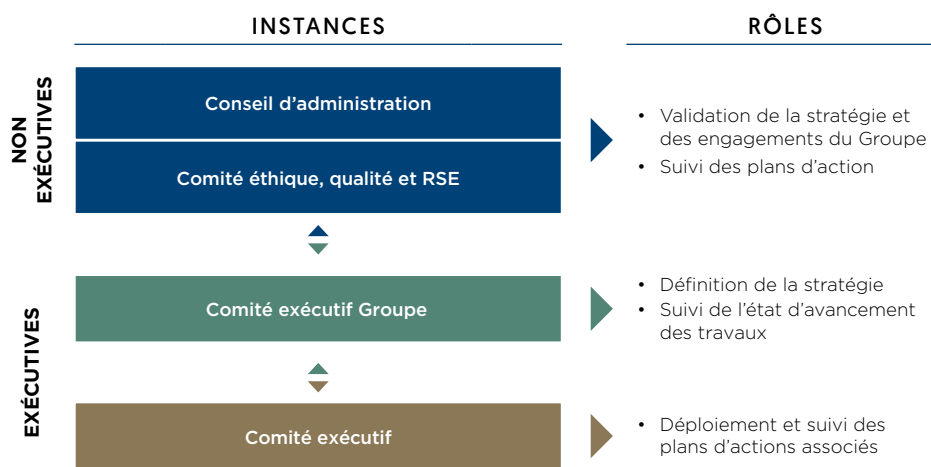 INSTANCES
RÔLES
NON
EXÉCUTIVES
Conseil d'administration
Comité éthique, qualité et RSE
• Validation de la stratégie et
des engagements du Groupe
• Suivi des plans d'action
EXÉCUTIVES
Comité exécutif Groupe
• Définition de la stratégie
• Suivi de l'état d'avancement
des travaux
Comité exécutif
• Déploiement et suivi des
plans d'actions associés